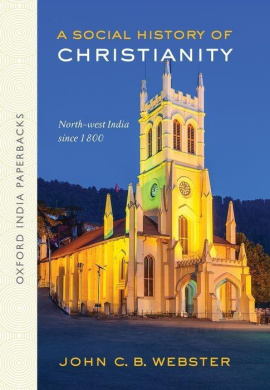 A SOCIAL HISTORY OF
CHRISTIANITY
North-west India
since 1800
OXFORD INDIA PAPERBACKS
JOHN C. B. WEBSTER